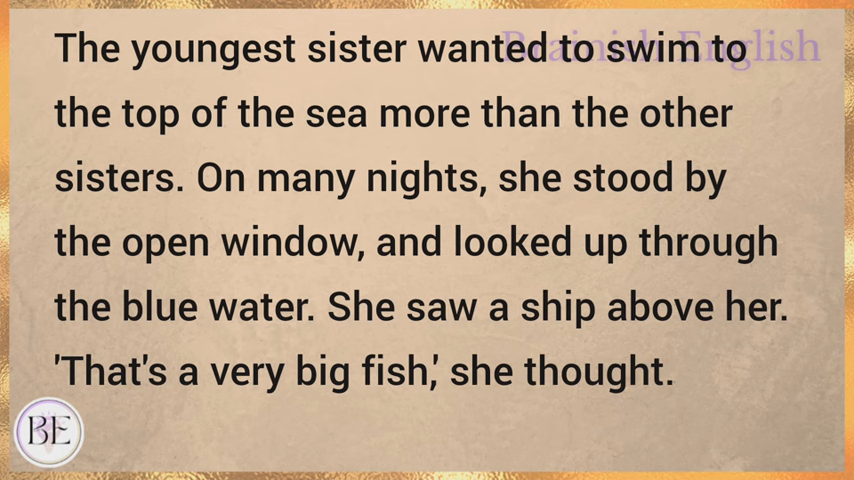 Brainish English
The youngest sister wanted to swim to
the top of the sea more than the other
sisters. On many nights, she stood by
the open window, and looked up through
the blue water. She saw a ship above her.
'That's a very big fish,' she thought.
BE